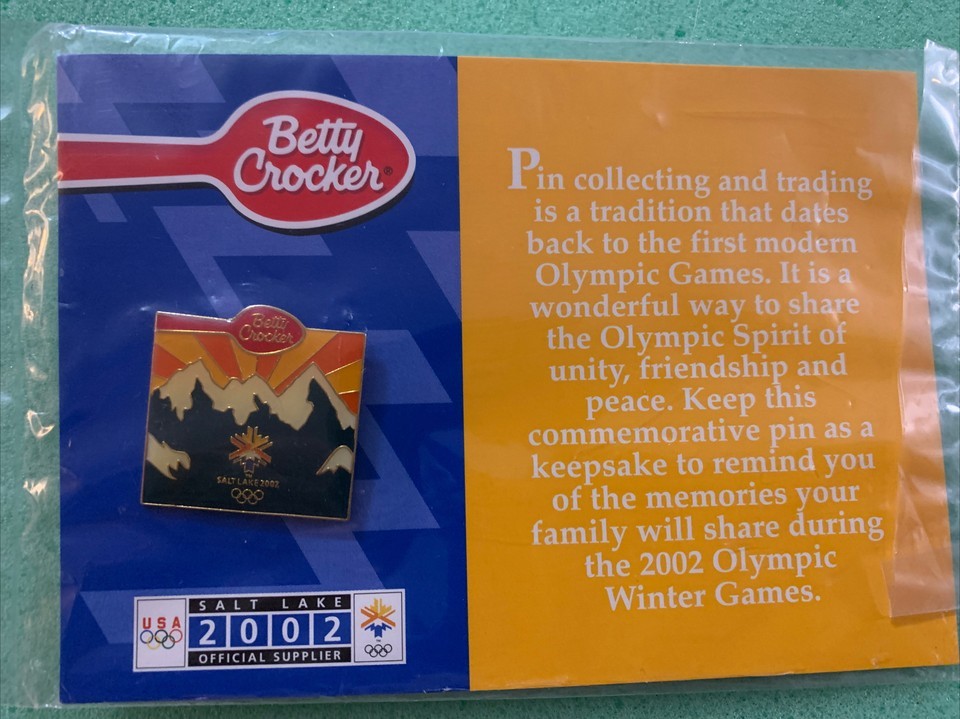 Betty
Crocker®
Betty
Crocker
SALT LAKE 2002
USA
SALT LAKE
2002
OFFICIAL SUPPLIER
Pin collecting and trading
is a tradition that dates
back to the first modern
Olympic Games. It is a
wonderful way to share
the Olympic Spirit of
unity, friendship and
peace. Keep this
commemorative pin as a
keepsake to remind you
of the memories your
family will share during
the 2002 Olympic
Winter Games.